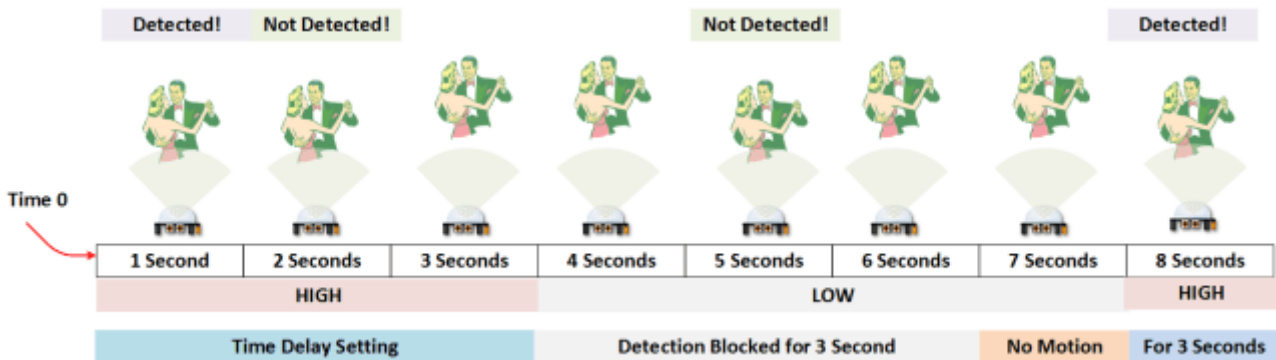 Detected! Not Detected! Not Detected! Detected!
Time 0
1 Second 2 Seconds 3 Seconds 4 Seconds 5 Seconds 6 Seconds 7 Seconds 8 Seconds
HIGH LOW HIGH
Time Delay Setting Detection Blocked for 3 Second No Motion For 3 Seconds